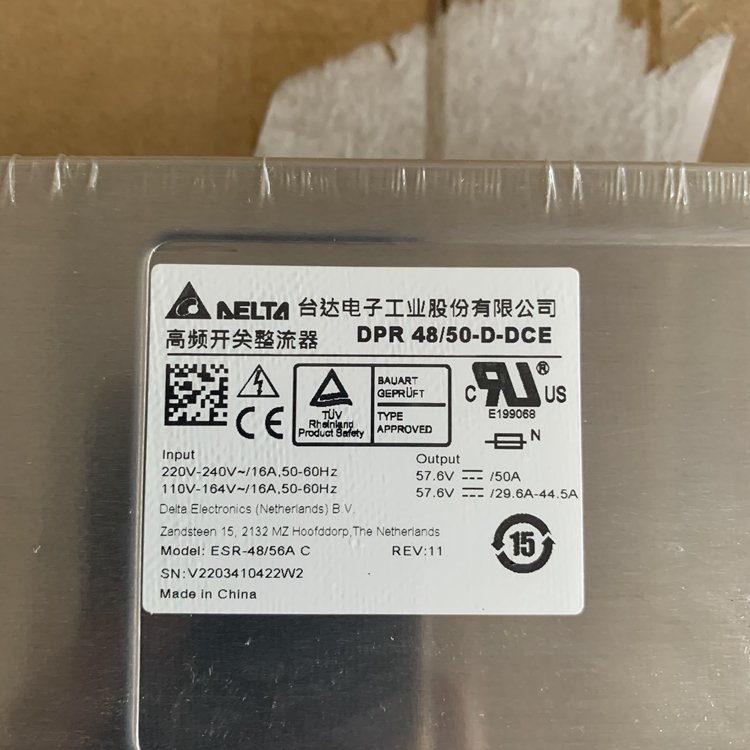 DELTA 台达电子工业股份有限公司
高频开关整流器 DPR 48/50-D-DCE
TÜV
Rheinland
Product Safety
BAUART
GEPRÜFT
TYPE
APPROVED
C RU ® US
E199068
N
Input
220V-240V~/16A,50-60Hz
110V-164V~/16A,50-60Hz
Output
57.6V ⎓ /50A
57.6V ⎓ /29.6A-44.5A
Delta Electronics (Netherlands) B.V.
Zandsteen 15, 2132 MZ Hoofddorp,The Netherlands
Model: ESR-48/56A C REV:11
SN:V2203410422W2
Made in China
CE
15